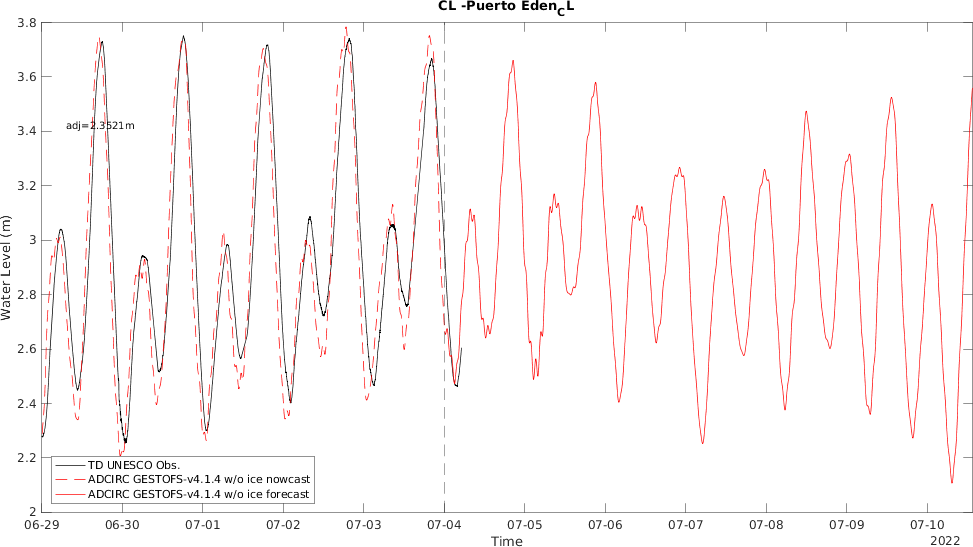 CL -Puerto Eden_CL
3.8
3.6
3.4
3.2
3
2.8
2.6
2.4
2.2
2
Water Level (m)
adj=2.3521m
TD UNESCO Obs.
ADCIRC GESTOFS-v4.1.4 w/o ice nowcast
ADCIRC GESTOFS-v4.1.4 w/o ice forecast
06-29 06-30 07-01 07-02 07-03 07-04 07-05 07-06 07-07 07-08 07-09 07-10
Time
2022